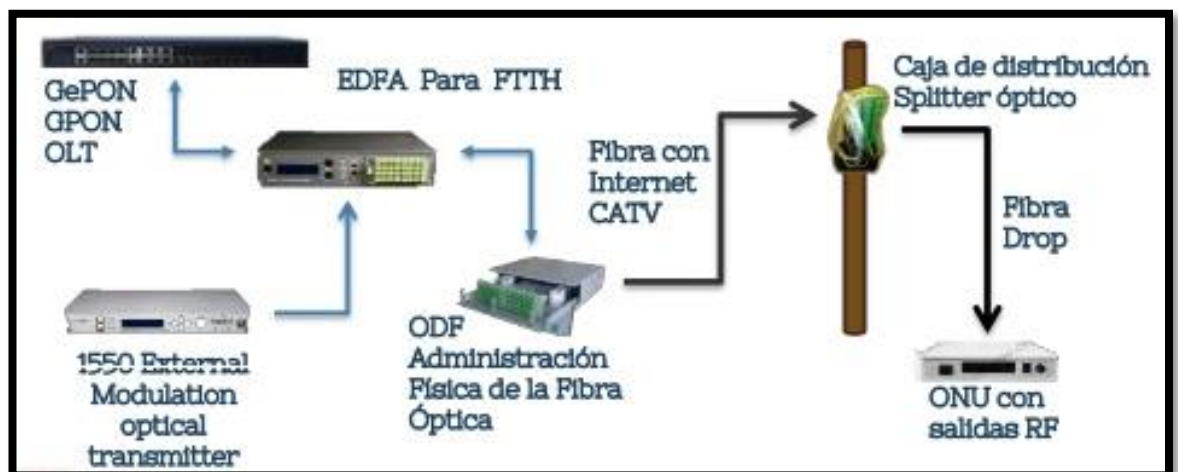 GePON
GPON
OLT
EDFA Para FTTH
1550 External
Modulation
optical
transmitter
ODF
Administración
Física de la Fibra
Óptica
Fibra con
Internet
CATV
Caja de distribución
Splitter óptico
Fibra
Drop
ONU con
salidas RF